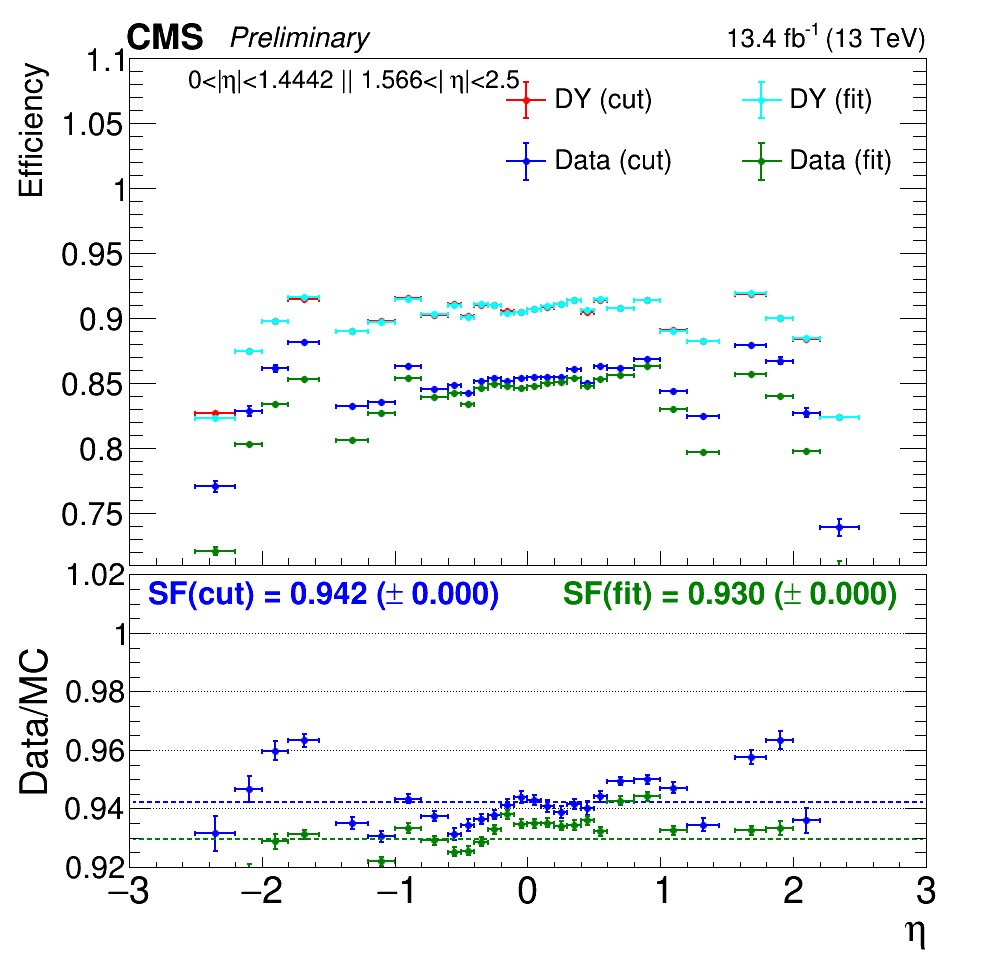 CMS Preliminary 13.4 fb-1 (13 TeV)
0<|η|<1.4442 || 1.566<| η|<2.5
DY (cut) DY (fit)
Data (cut) Data (fit)
Efficiency
1.1
1.05
1
0.95
0.9
0.85
0.8
0.75
SF(cut) = 0.942 (± 0.000) SF(fit) = 0.930 (± 0.000)
Data/MC
1.02
1
0.98
0.96
0.94
0.92
−3 −2 −1 0 1 2 3
η